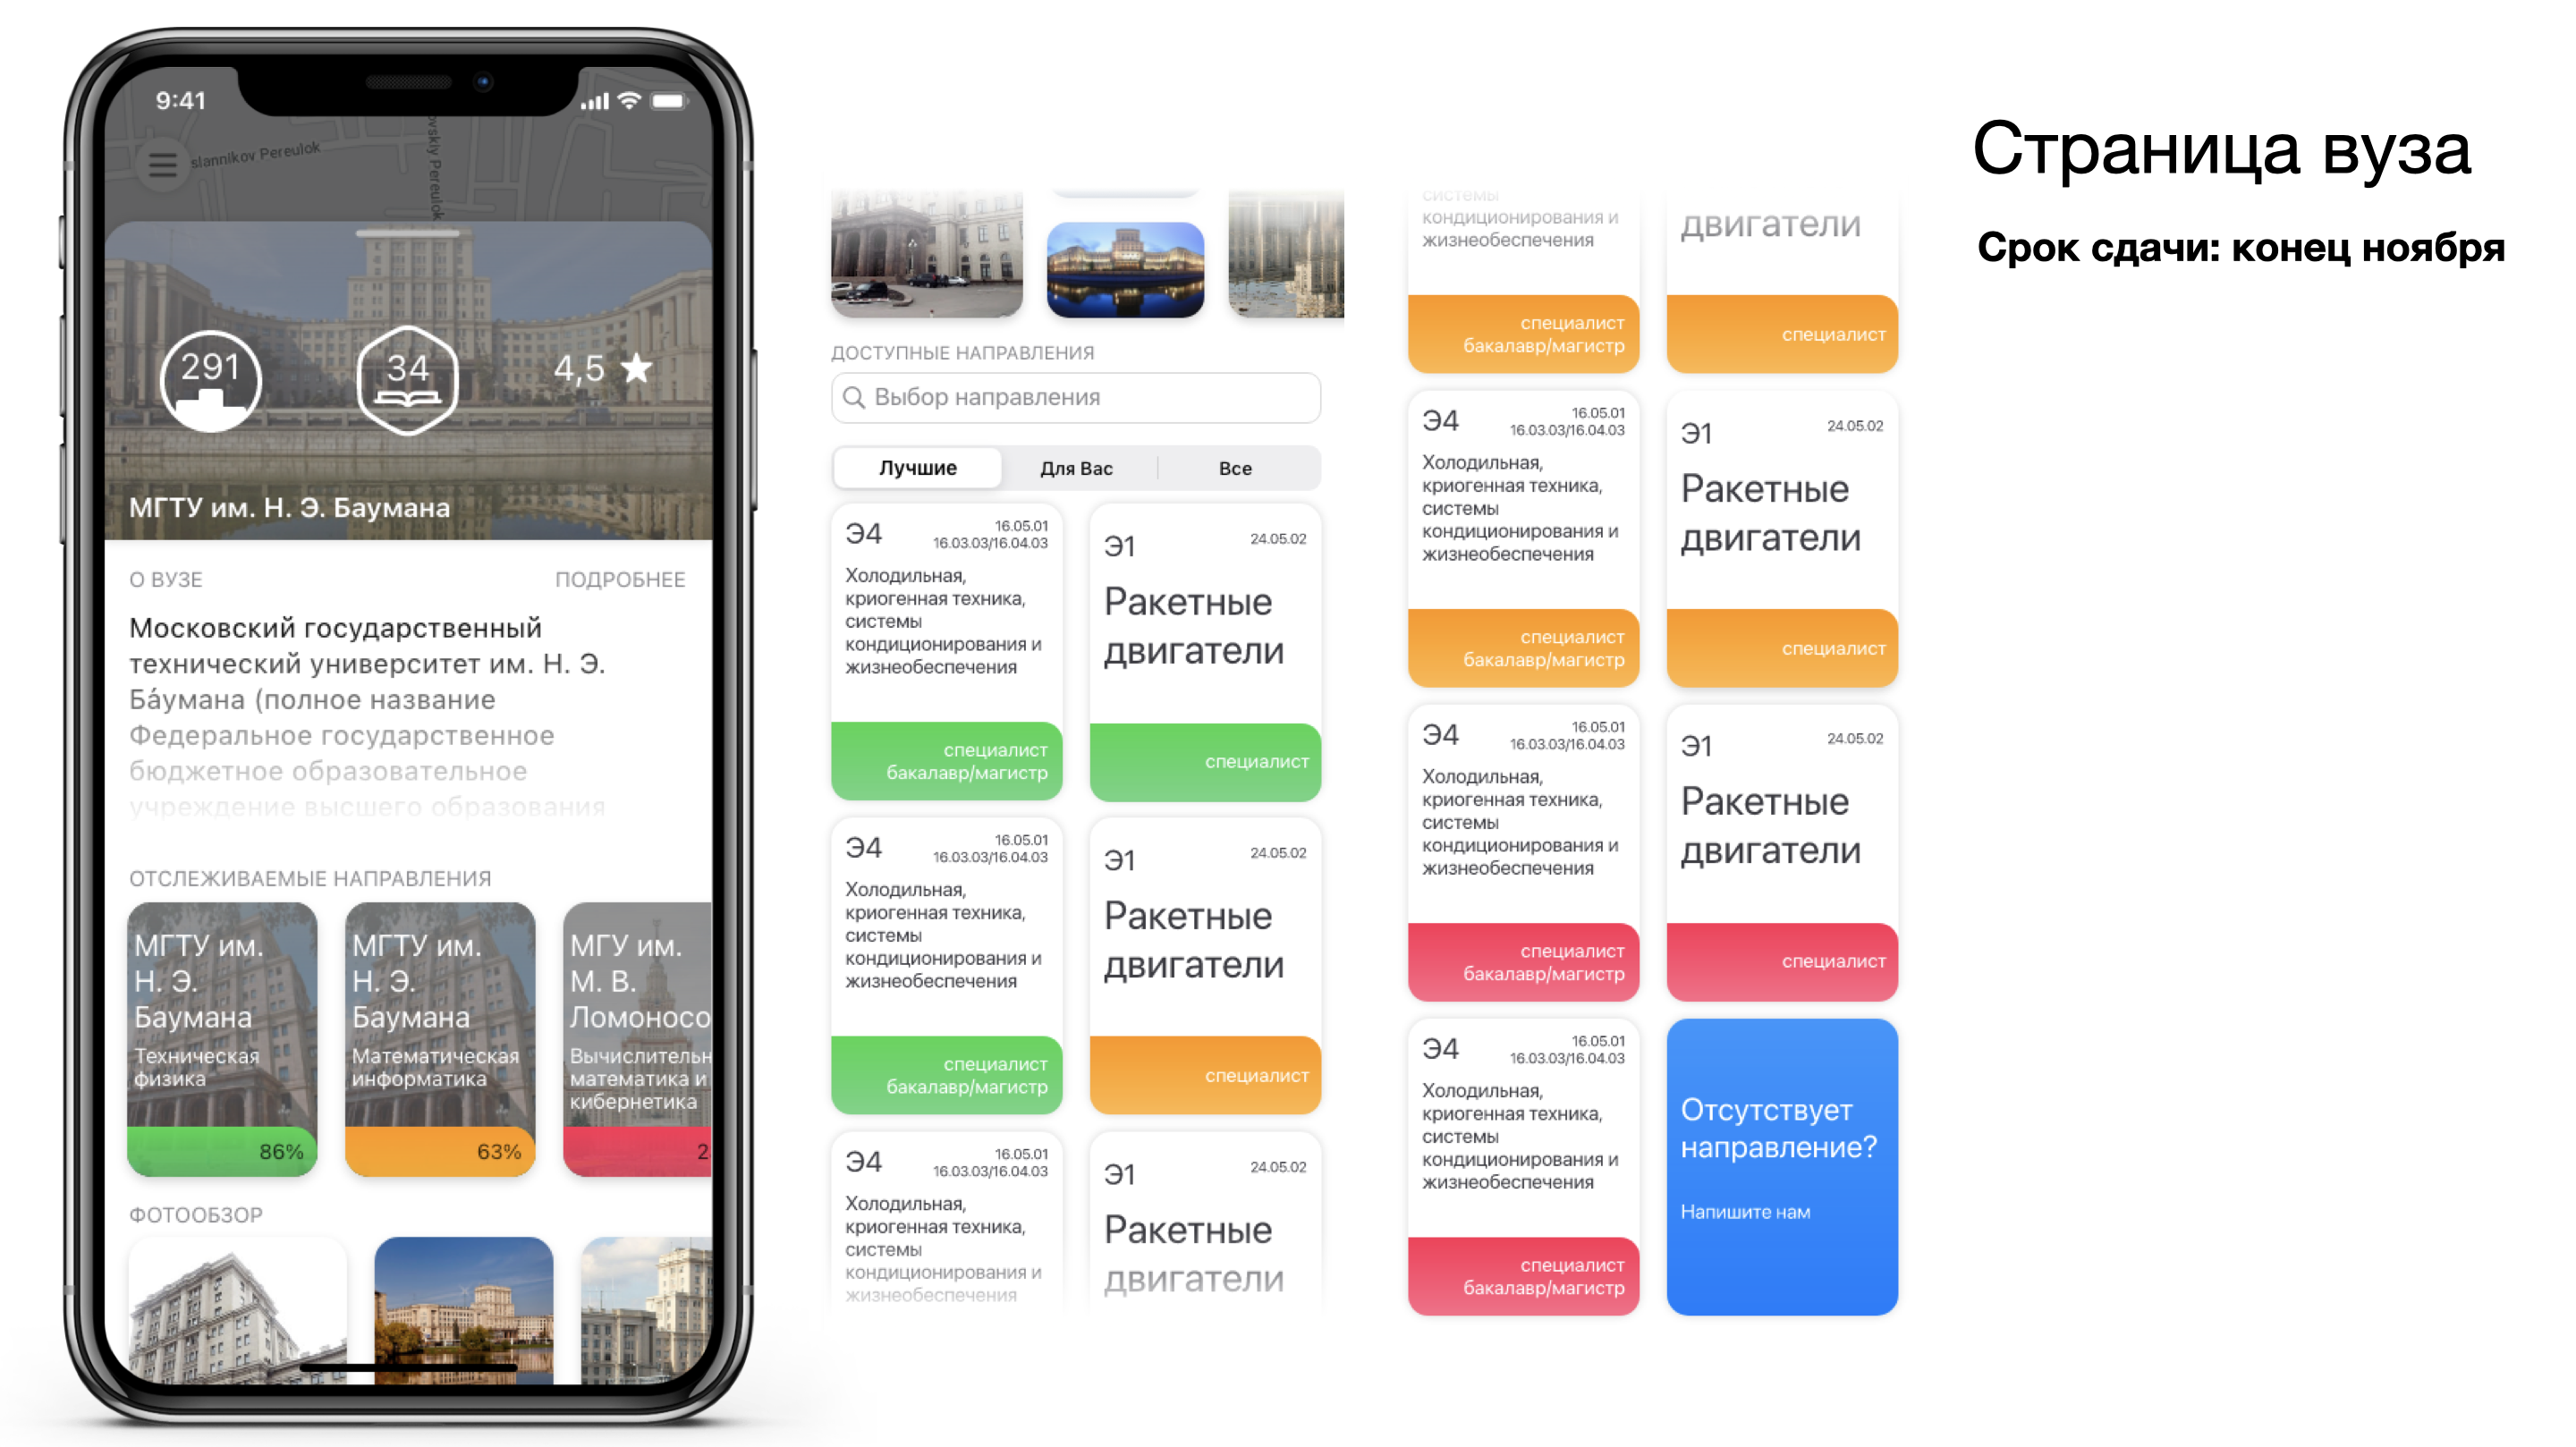 9:41
slannikov Pereulok
ovskiy Pereulok
291
34
4,5
МГТУ им. Н. Э. Баумана
О ВУЗЕ
ПОДРОБНЕЕ
Московский государственный
технический университет им. Н. Э.
Ба́умана (полное название
Федеральное государственное
бюджетное образовательное
учреждение высшего образования
ОТСЛЕЖИВАЕМЫЕ НАПРАВЛЕНИЯ
МГТУ им.
Н. Э.
Баумана
Техническая
физика
86%
МГТУ им.
Н. Э.
Баумана
Математическая
информатика
63%
МГУ им.
М. В.
Ломоносо
Вычислительн
математика и
кибернетика
2
ФОТООБЗОР
ДОСТУПНЫЕ НАПРАВЛЕНИЯ
Выбор направления
Лучшие
Для Вас
Все
Э4
16.05.01
16.03.03/16.04.03
Холодильная,
криогенная техника,
системы
кондиционирования и
жизнеобеспечения
специалист
бакалавр/магистр
Э1
24.05.02
Ракетные
двигатели
специалист
Э4
16.05.01
16.03.03/16.04.03
Холодильная,
криогенная техника,
системы
кондиционирования и
жизнеобеспечения
специалист
бакалавр/магистр
Э1
24.05.02
Ракетные
двигатели
специалист
Э4
16.05.01
16.03.03/16.04.03
Холодильная,
криогенная техника,
системы
кондиционирования и
жизнеобеспечения
Э1
24.05.02
Ракетные
двигатели
системы
кондиционирования и
жизнеобеспечения
специалист
бакалавр/магистр
двигатели
специалист
Э4
16.05.01
16.03.03/16.04.03
Холодильная,
криогенная техника,
системы
кондиционирования и
жизнеобеспечения
специалист
бакалавр/магистр
Э1
24.05.02
Ракетные
двигатели
специалист
Э4
16.05.01
16.03.03/16.04.03
Холодильная,
криогенная техника,
системы
кондиционирования и
жизнеобеспечения
специалист
бакалавр/магистр
Э1
24.05.02
Ракетные
двигатели
специалист
Э4
16.05.01
16.03.03/16.04.03
Холодильная,
криогенная техника,
системы
кондиционирования и
жизнеобеспечения
специалист
бакалавр/магистр
Отсутствует
направление?
Напишите нам
Страница вуза
Срок сдачи: конец ноября